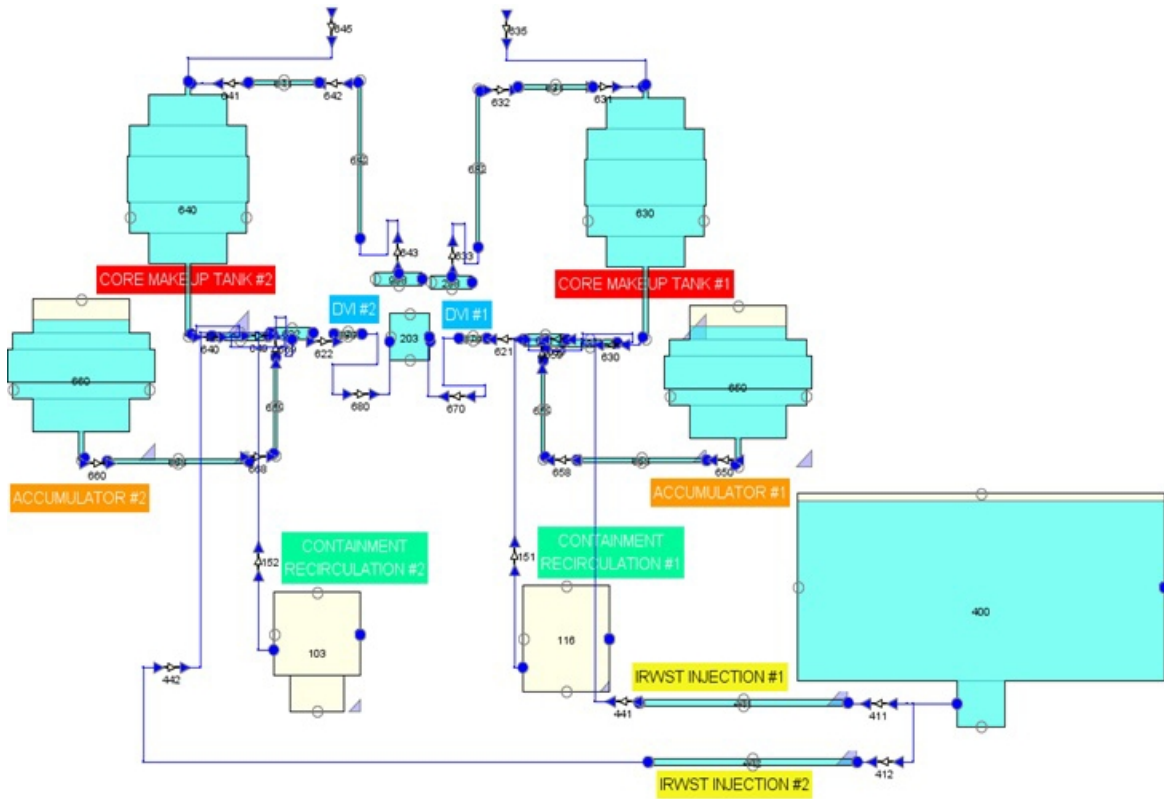 645
635
641
642
632
631
640
630
643
633
CORE MAKEUP TANK #2
CORE MAKEUP TANK #1
DVI #2
DVI #1
203
640
622
621
630
660
650
680
670
660
668
658
650
ACCUMULATOR #2
ACCUMULATOR #1
CONTAINMENT
RECIRCULATION #2
CONTAINMENT
RECIRCULATION #1
152
151
400
103
116
442
IRWST INJECTION #1
441
411
412
IRWST INJECTION #2